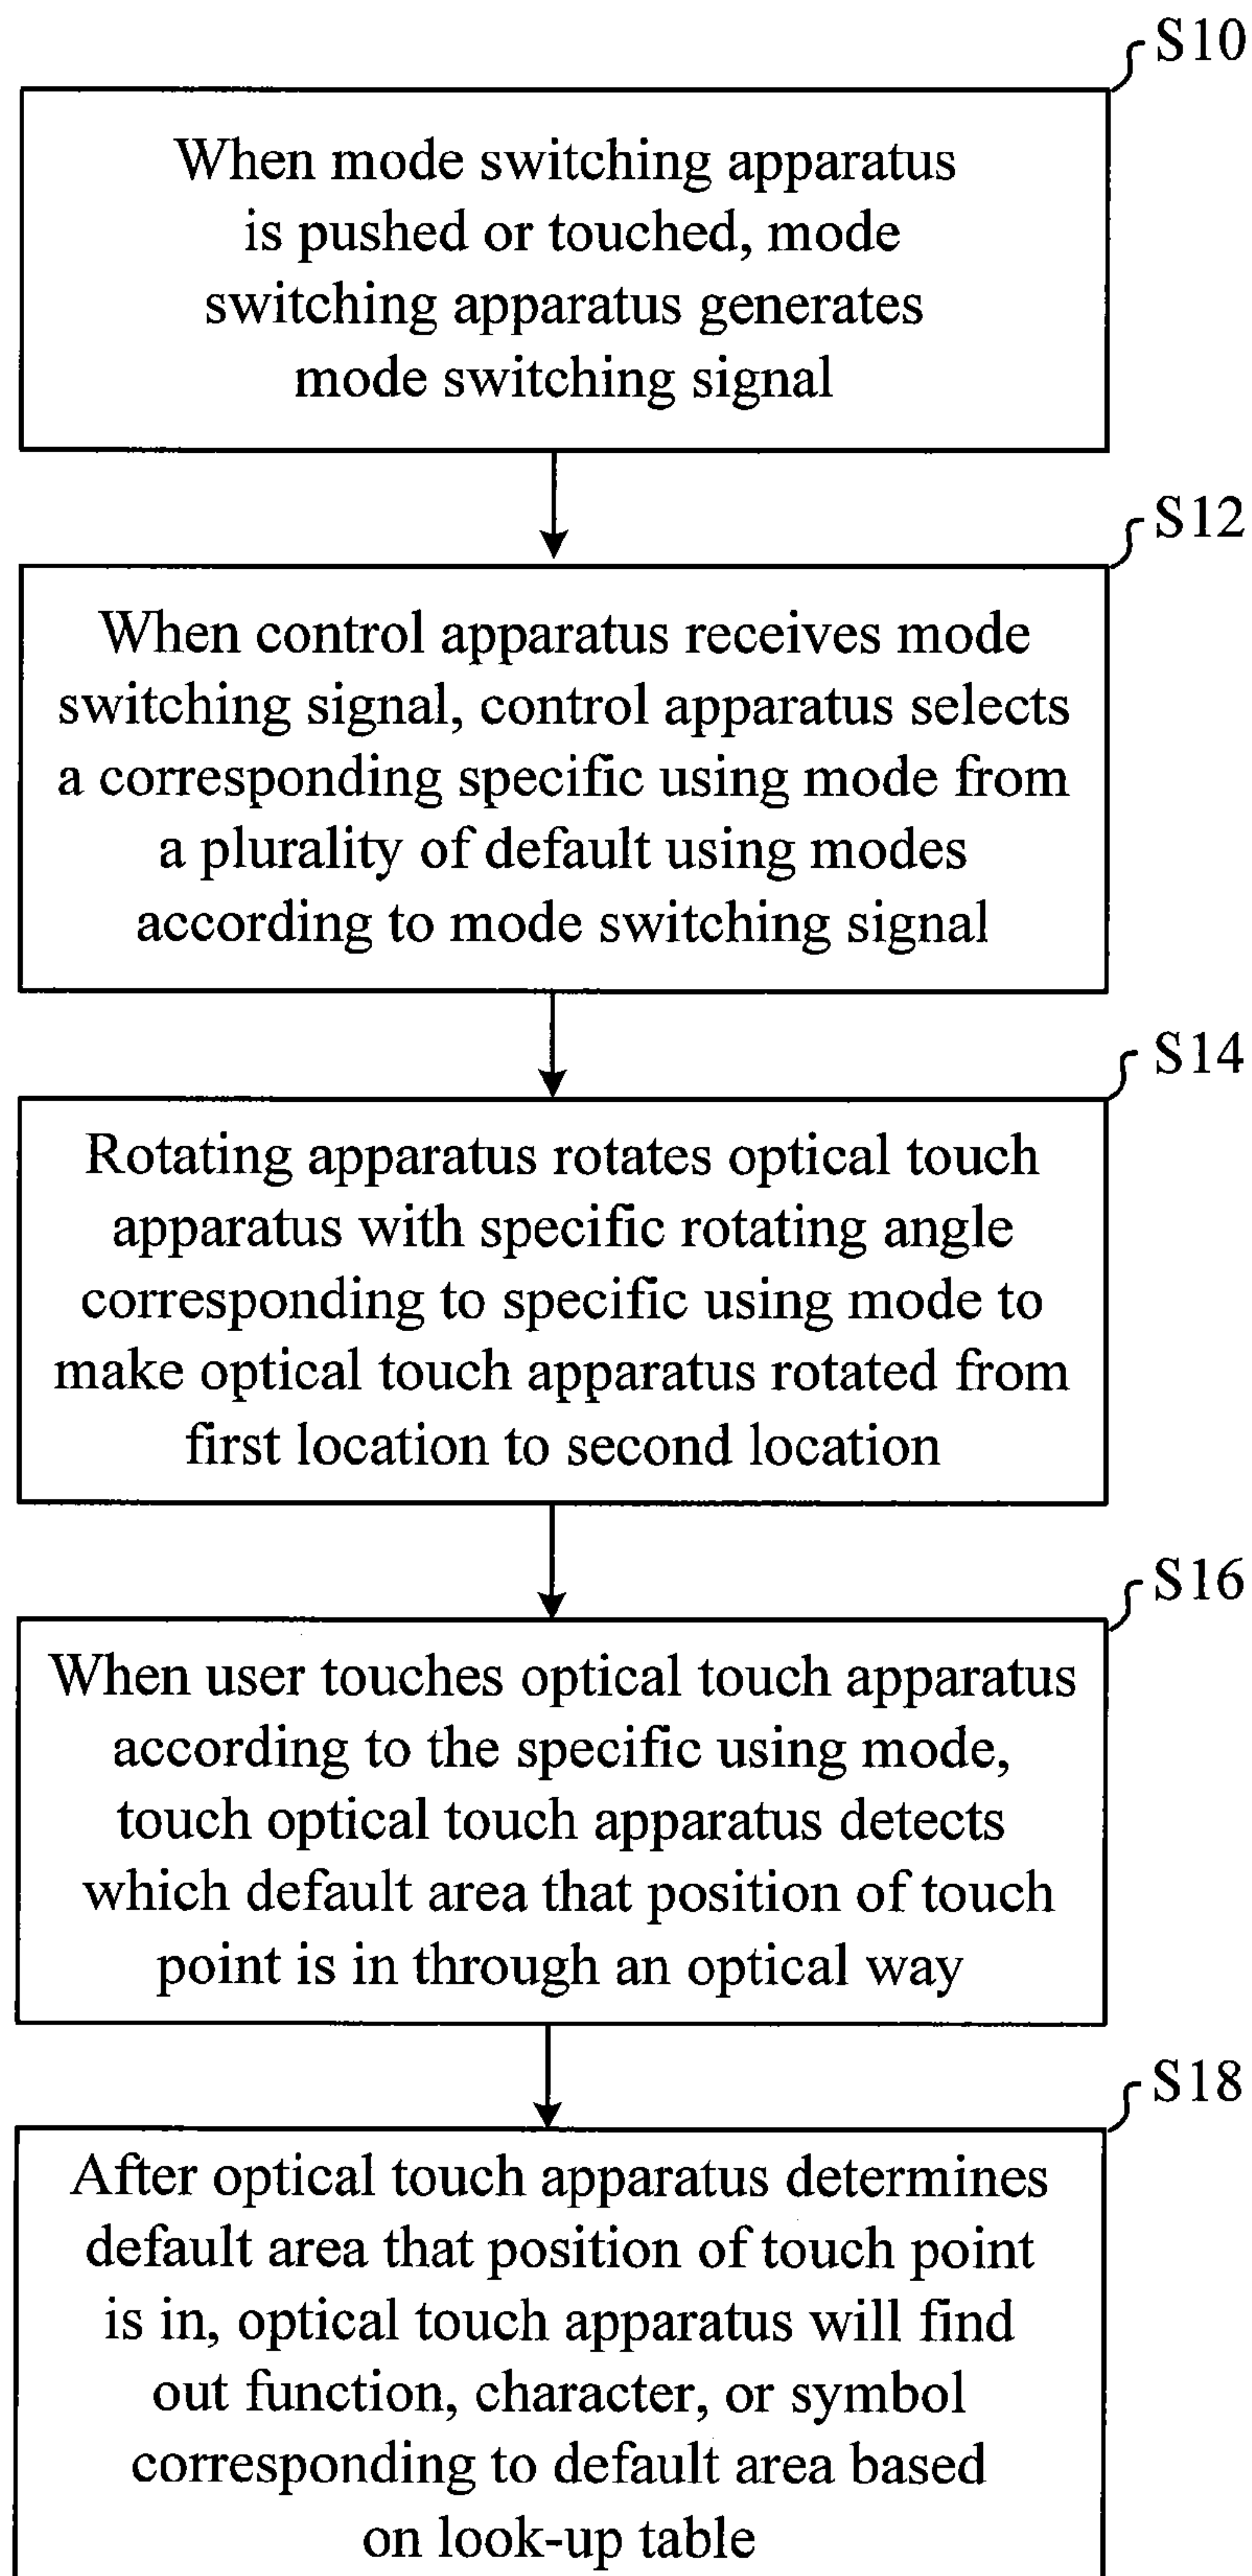 S10
When mode switching apparatus
is pushed or touched, mode
switching apparatus generates
mode switching signal
S12
When control apparatus receives mode
switching signal, control apparatus selects
a corresponding specific using mode from
a plurality of default using modes
according to mode switching signal
S14
Rotating apparatus rotates optical touch
apparatus with specific rotating angle
corresponding to specific using mode to
make optical touch apparatus rotated from
first location to second location
S16
When user touches optical touch apparatus
according to the specific using mode,
touch optical touch apparatus detects
which default area that position of touch
point is in through an optical way
S18
After optical touch apparatus determines
default area that position of touch point
is in, optical touch apparatus will find
out function, character, or symbol
corresponding to default area based
on look-up table